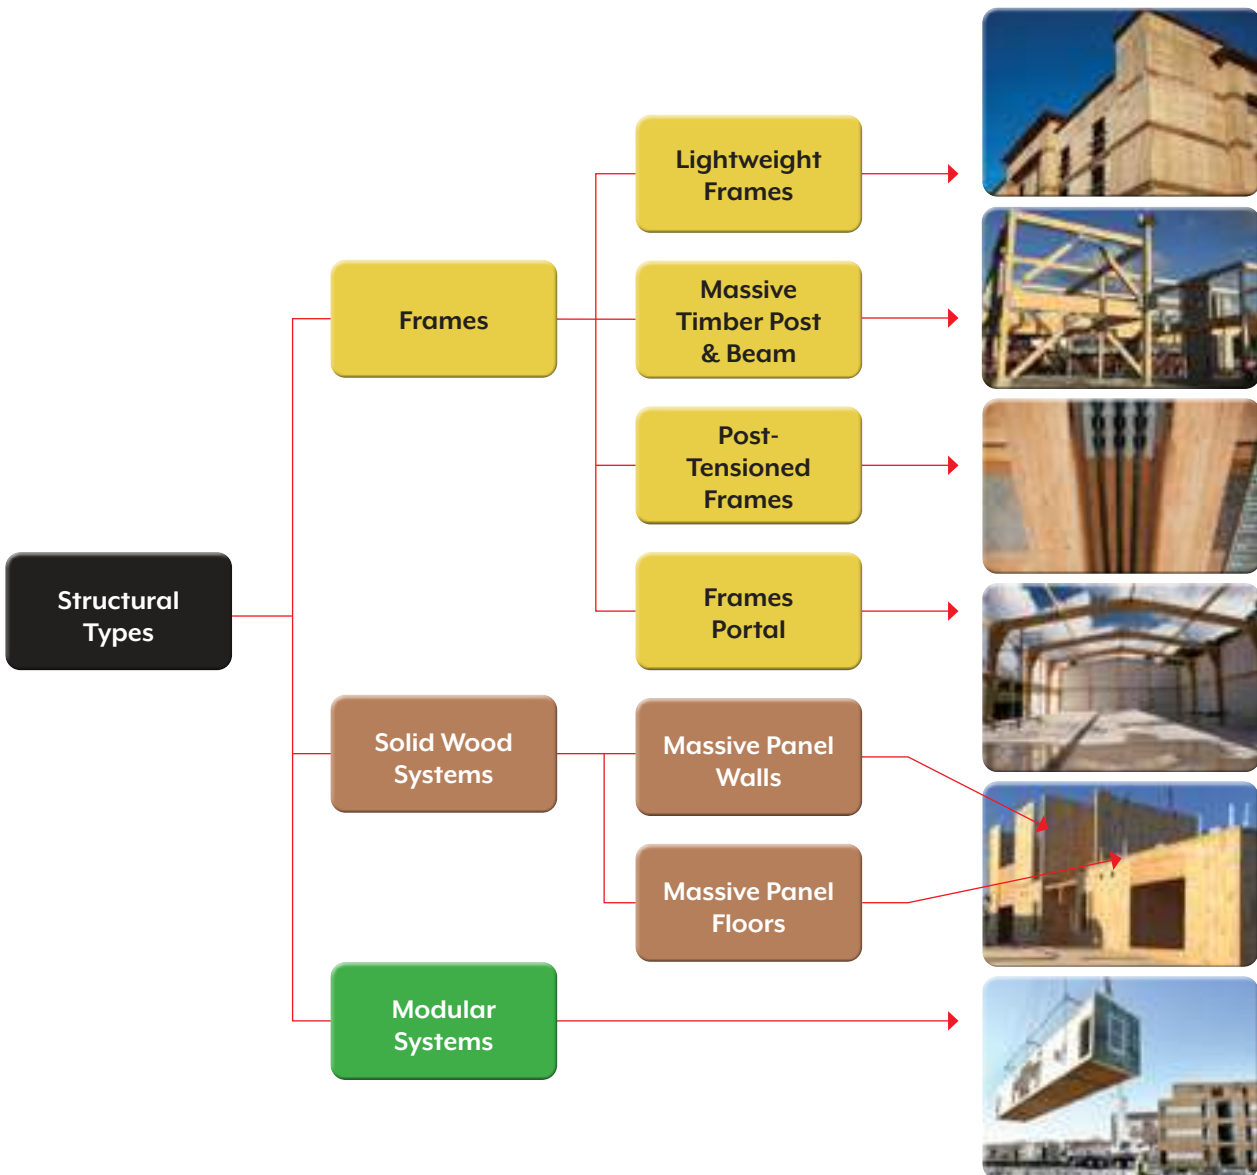 Lightweight
Frames
Massive
Timber Post
& Beam
Frames
Post-
Tensioned
Frames
Structural
Types
Frames
Portal
Solid Wood
Systems
Massive Panel
Walls
Massive Panel
Floors
Modular
Systems